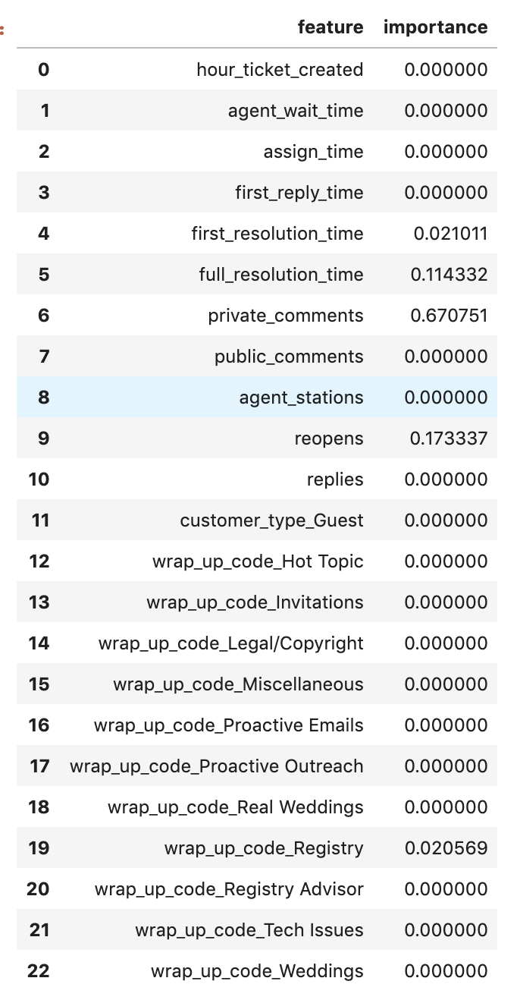 feature importance
0 hour_ticket_created 0.000000
1 agent_wait_time 0.000000
2 assign_time 0.000000
3 first_reply_time 0.000000
4 first_resolution_time 0.021011
5 full_resolution_time 0.114332
6 private_comments 0.670751
7 public_comments 0.000000
8 agent_stations 0.000000
9 reopens 0.173337
10 replies 0.000000
11 customer_type_Guest 0.000000
12 wrap_up_code_Hot Topic 0.000000
13 wrap_up_code_Invitations 0.000000
14 wrap_up_code_Legal/Copyright 0.000000
15 wrap_up_code_Miscellaneous 0.000000
16 wrap_up_code_Proactive Emails 0.000000
17 wrap_up_code_Proactive Outreach 0.000000
18 wrap_up_code_Real Weddings 0.000000
19 wrap_up_code_Registry 0.020569
20 wrap_up_code_Registry Advisor 0.000000
21 wrap_up_code_Tech Issues 0.000000
22 wrap_up_code_Weddings 0.000000